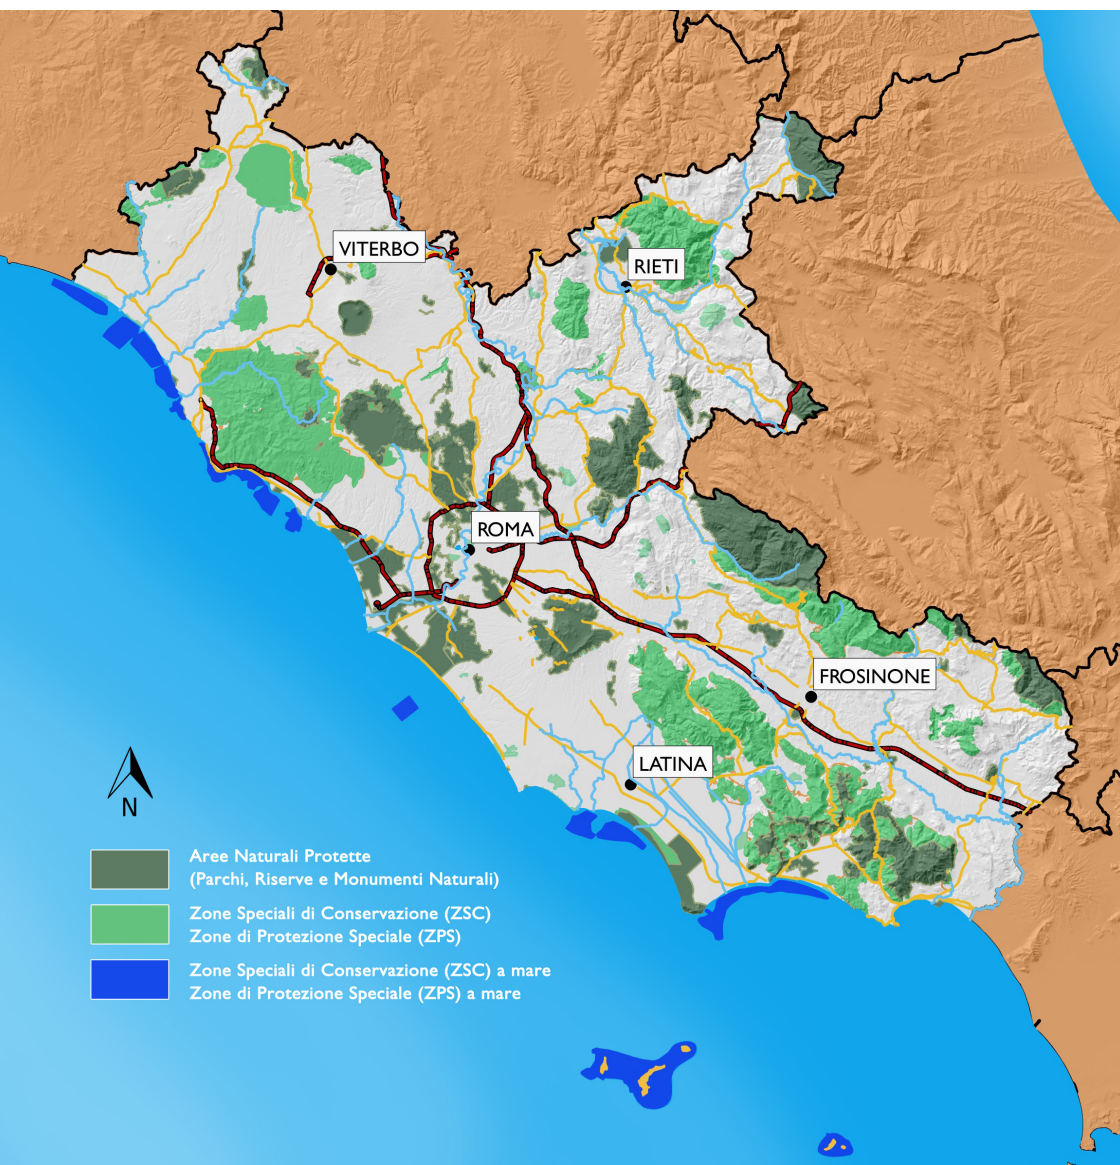 VITERBO
RIETI
ROMA
FROSINONE
LATINA
N
Aree Naturali Protette
(Parchi, Riserve e Monumenti Naturali)
Zone Speciali di Conservazione (ZSC)
Zone di Protezione Speciale (ZPS)
Zone Speciali di Conservazione (ZSC) a mare
Zone di Protezione Speciale (ZPS) a mare